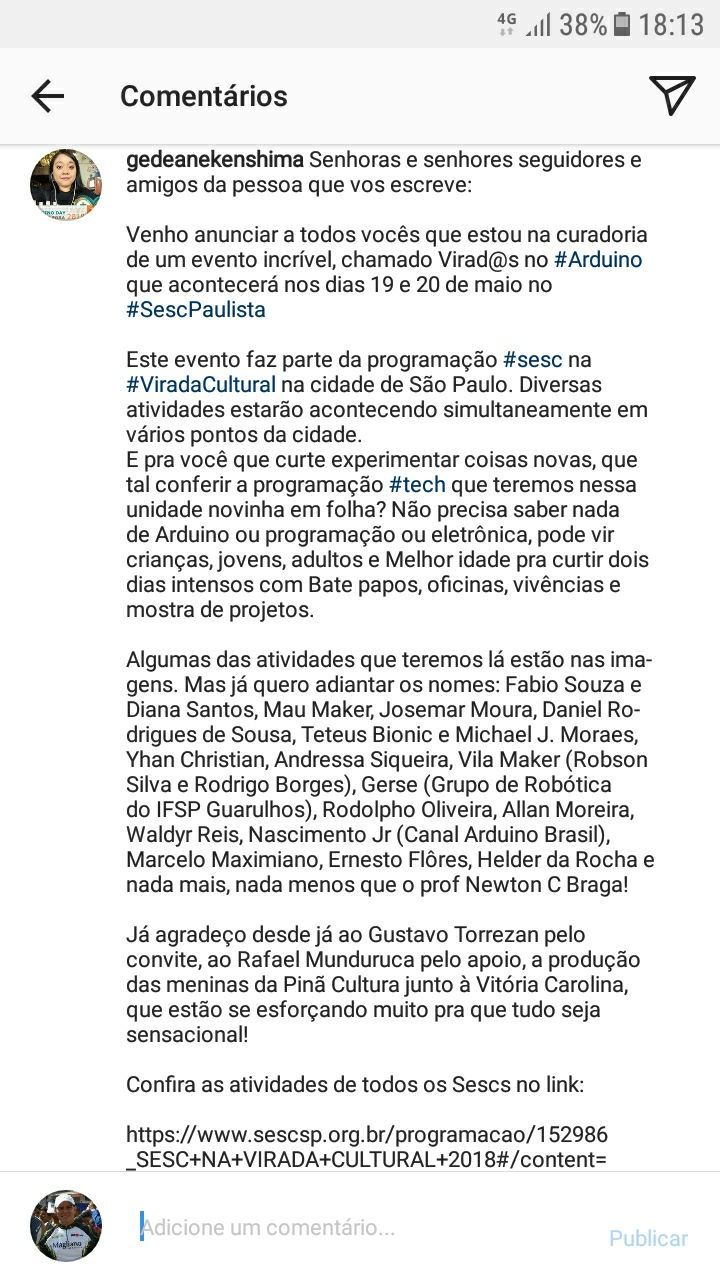 4G 38% 18:13
Comentários
gedeanekenshima Senhoras e senhores seguidores e
amigos da pessoa que vos escreve:
Venho anunciar a todos vocês que estou na curadoria
de um evento incrível, chamado Virad@s no #Arduino
que acontecerá nos dias 19 e 20 de maio no
#SescPaulista
Este evento faz parte da programação #sesc na
#ViradaCultural na cidade de São Paulo. Diversas
atividades estarão acontecendo simultaneamente em
vários pontos da cidade.
E pra você que curte experimentar coisas novas, que
tal conferir a programação #tech que teremos nessa
unidade novinha em folha? Não precisa saber nada
de Arduino ou programação ou eletrônica, pode vir
crianças, jovens, adultos e Melhor idade pra curtir dois
dias intensos com Bate papos, oficinas, vivências e
mostra de projetos.
Algumas das atividades que teremos lá estão nas ima-
gens. Mas já quero adiantar os nomes: Fabio Souza e
Diana Santos, Mau Maker, Josemar Moura, Daniel Ro-
drigues de Sousa, Teteus Bionic e Michael J. Moraes,
Yhan Christian, Andressa Siqueira, Vila Maker (Robson
Silva e Rodrigo Borges), Gerse (Grupo de Robótica
do IFSP Guarulhos), Rodolpho Oliveira, Allan Moreira,
Waldyr Reis, Nascimento Jr (Canal Arduino Brasil),
Marcelo Maximiano, Ernesto Flôres, Helder da Rocha e
nada mais, nada menos que o prof Newton C Braga!
Já agradeço desde já ao Gustavo Torrezan pelo
convite, ao Rafael Munduruca pelo apoio, a produção
das meninas da Pinã Cultura junto à Vitória Carolina,
que estão se esforçando muito pra que tudo seja
sensacional!
Confira as atividades de todos os Sescs no link:
https://www.sescsp.org.br/programacao/152986
_SESC+NA+VIRADA+CULTURAL+2018#/content=
Adicione um comentário...
Publicar